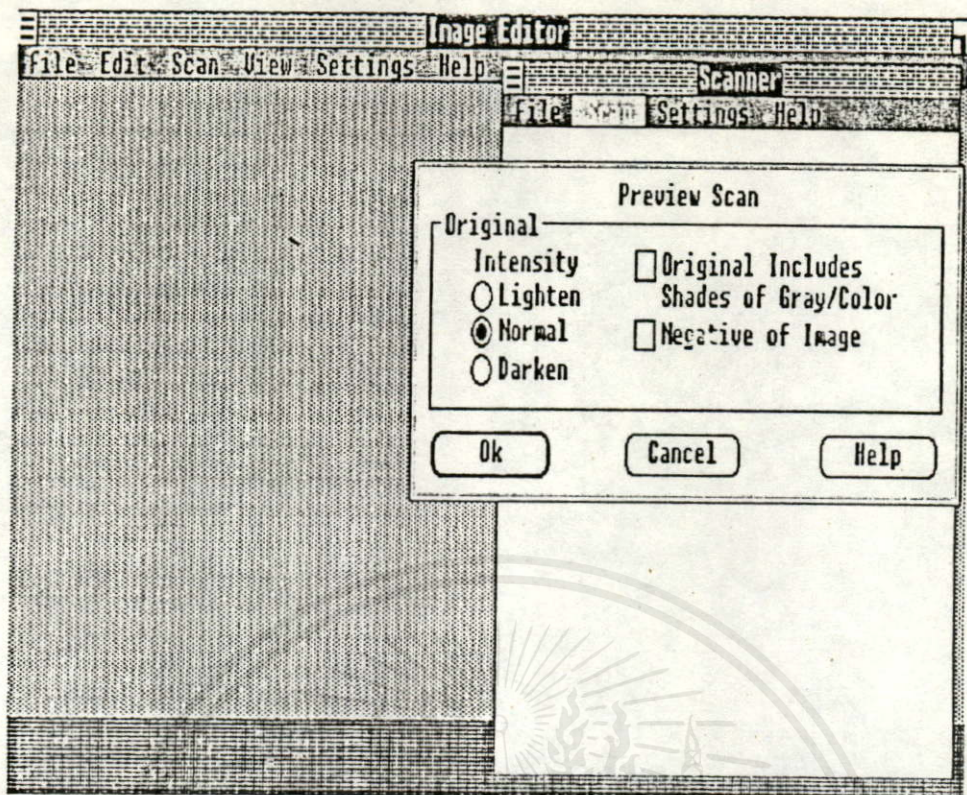 Image Editor
File Edit Scan View Settings Help
Scanner
File Scan Settings Help
Preview Scan
Original
Intensity
Lighten
Normal
Darken
Original Includes
Shades of Gray/Color
Negative of Image
Ok
Cancel
Help